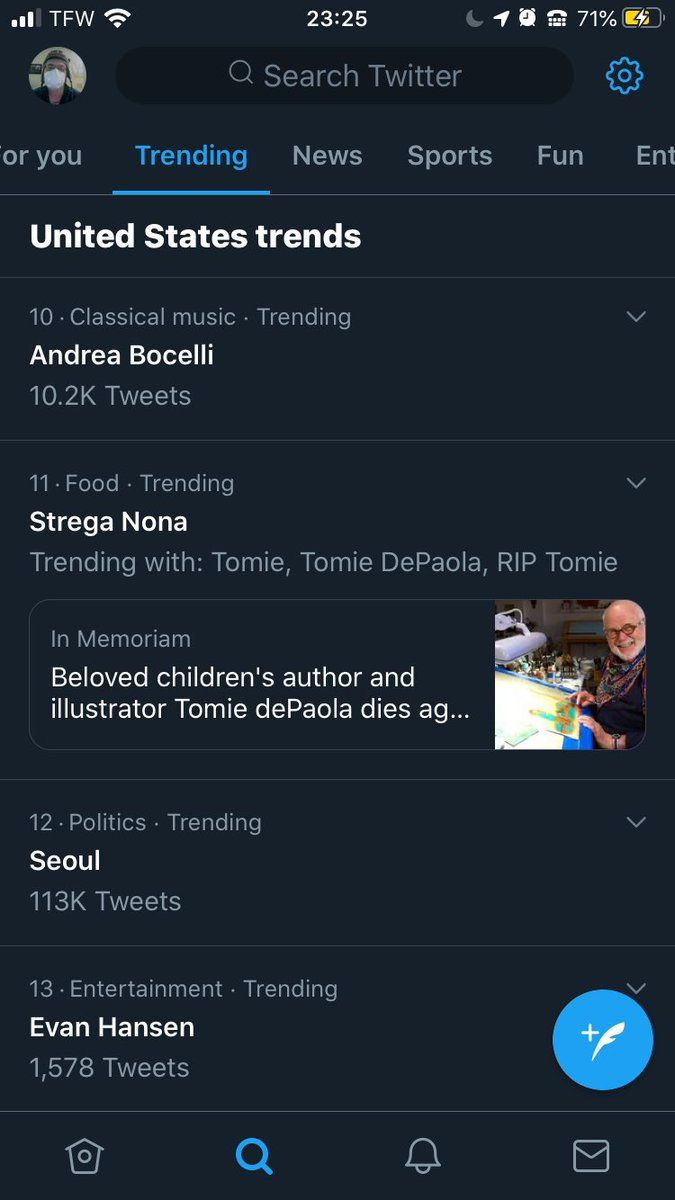 TFW 23:25 71%
Search Twitter
or you Trending News Sports Fun Ent
United States trends
10 · Classical music · Trending
Andrea Bocelli
10.2K Tweets
11 · Food · Trending
Strega Nona
Trending with: Tomie, Tomie DePaola, RIP Tomie
In Memoriam
Beloved children's author and
illustrator Tomie dePaola dies ag...
12 · Politics · Trending
Seoul
113K Tweets
13 · Entertainment · Trending
Evan Hansen
1,578 Tweets